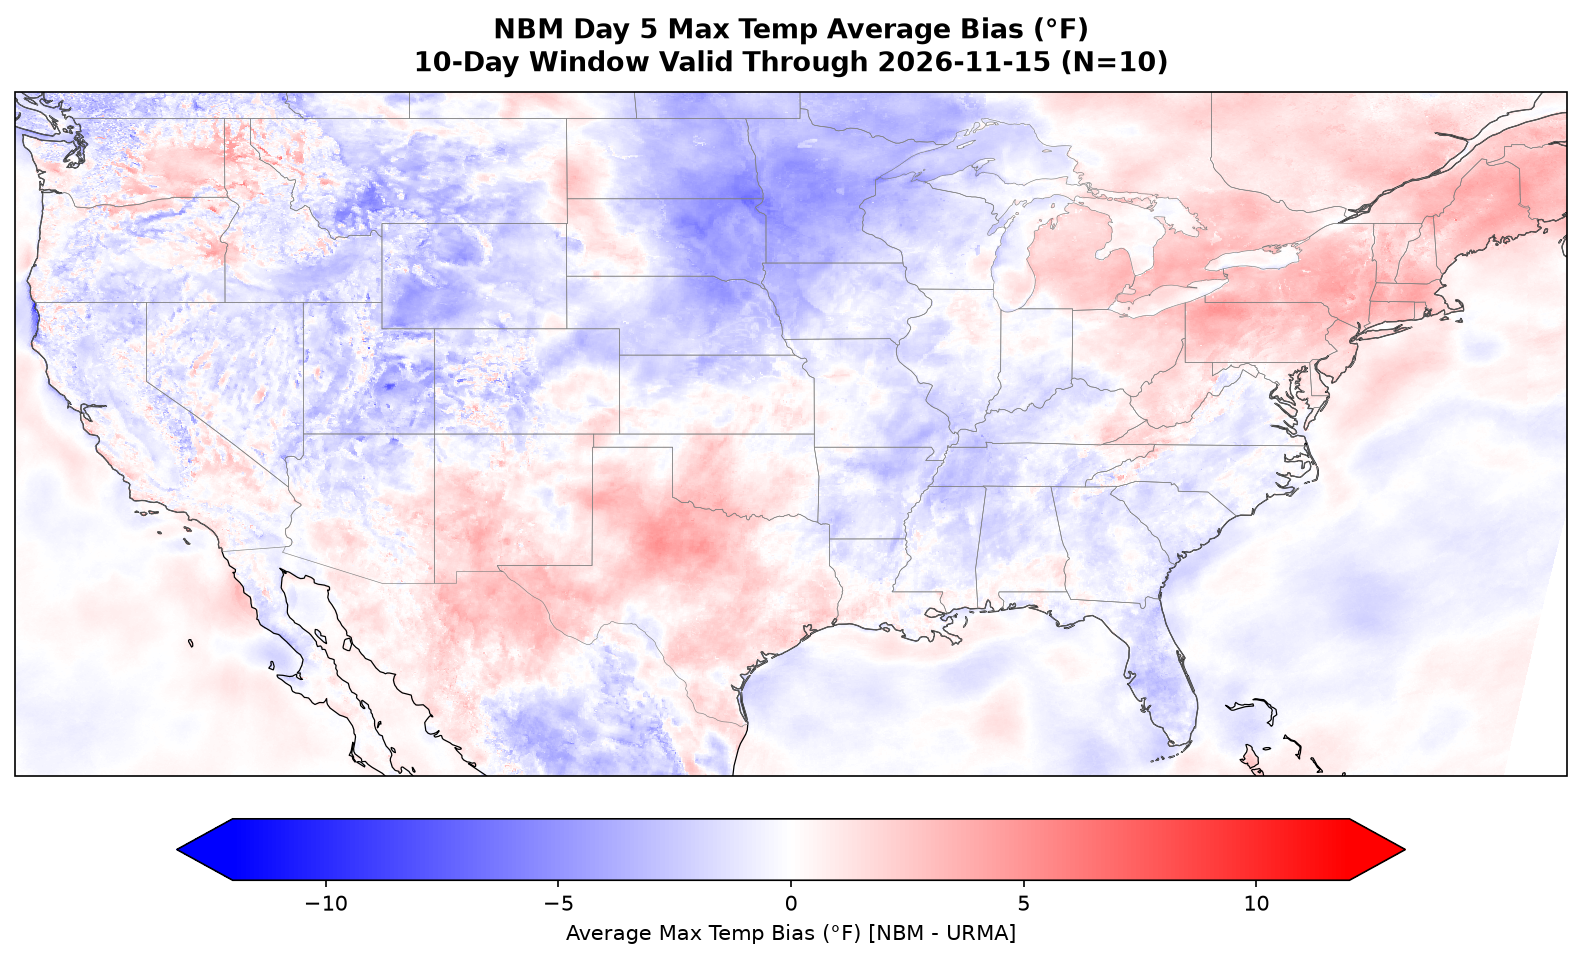 NBM Day 5 Max Temp Average Bias (°F)
10-Day Window Valid Through 2026-11-15 (N=10)
−10 −5 0 5 10
Average Max Temp Bias (°F) [NBM - URMA]